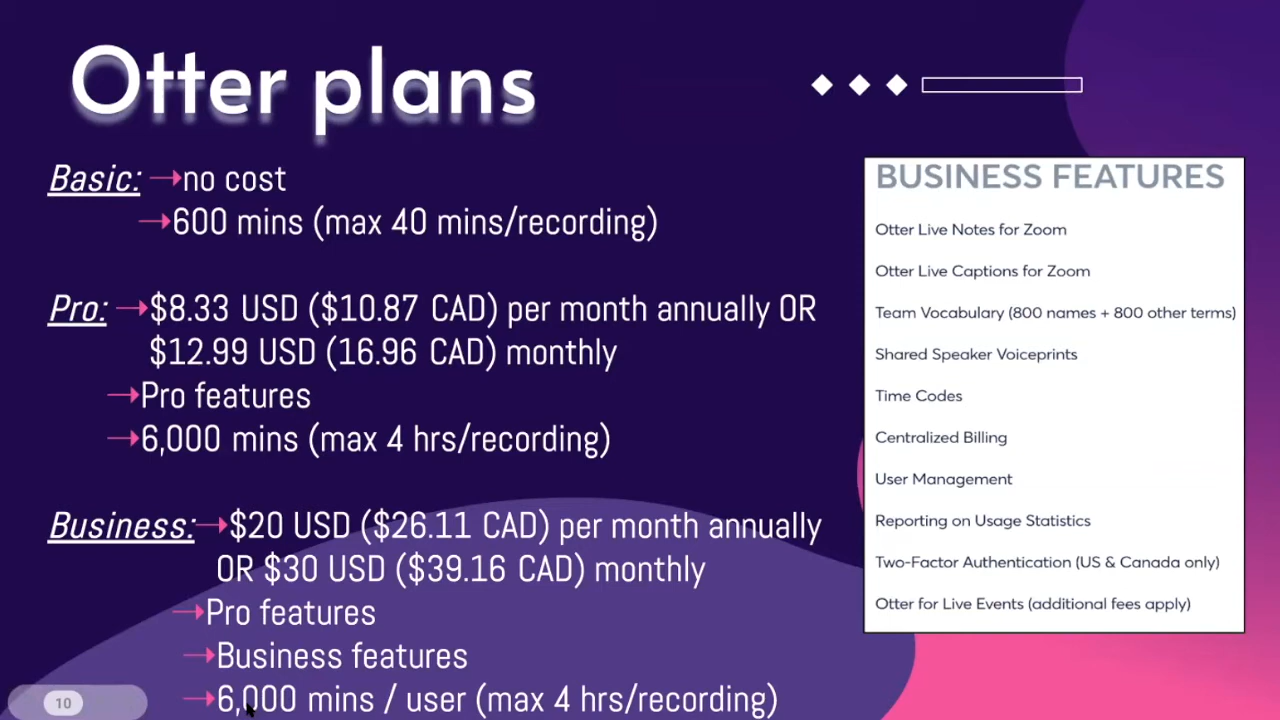 Otter plans
Basic: →no cost
→600 mins (max 40 mins/recording)
Pro: →$8.33 USD ($10.87 CAD) per month annually OR
$12.99 USD (16.96 CAD) monthly
→Pro features
→6,000 mins (max 4 hrs/recording)
Business:→$20 USD ($26.11 CAD) per month annually
OR $30 USD ($39.16 CAD) monthly
→Pro features
→Business features
→6,000 mins / user (max 4 hrs/recording)
BUSINESS FEATURES
Otter Live Notes for Zoom
Otter Live Captions for Zoom
Team Vocabulary (800 names + 800 other terms)
Shared Speaker Voiceprints
Time Codes
Centralized Billing
User Management
Reporting on Usage Statistics
Two-Factor Authentication (US & Canada only)
Otter for Live Events (additional fees apply)
10